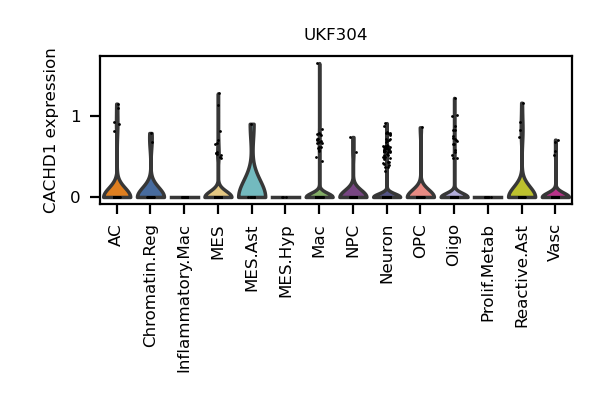 UKF304
CACHD1 expression
1
0
AC
Chromatin.Reg
Inflammatory.Mac
MES
MES.Ast
MES.Hyp
Mac
NPC
Neuron
OPC
Oligo
Prolif.Metab
Reactive.Ast
Vasc